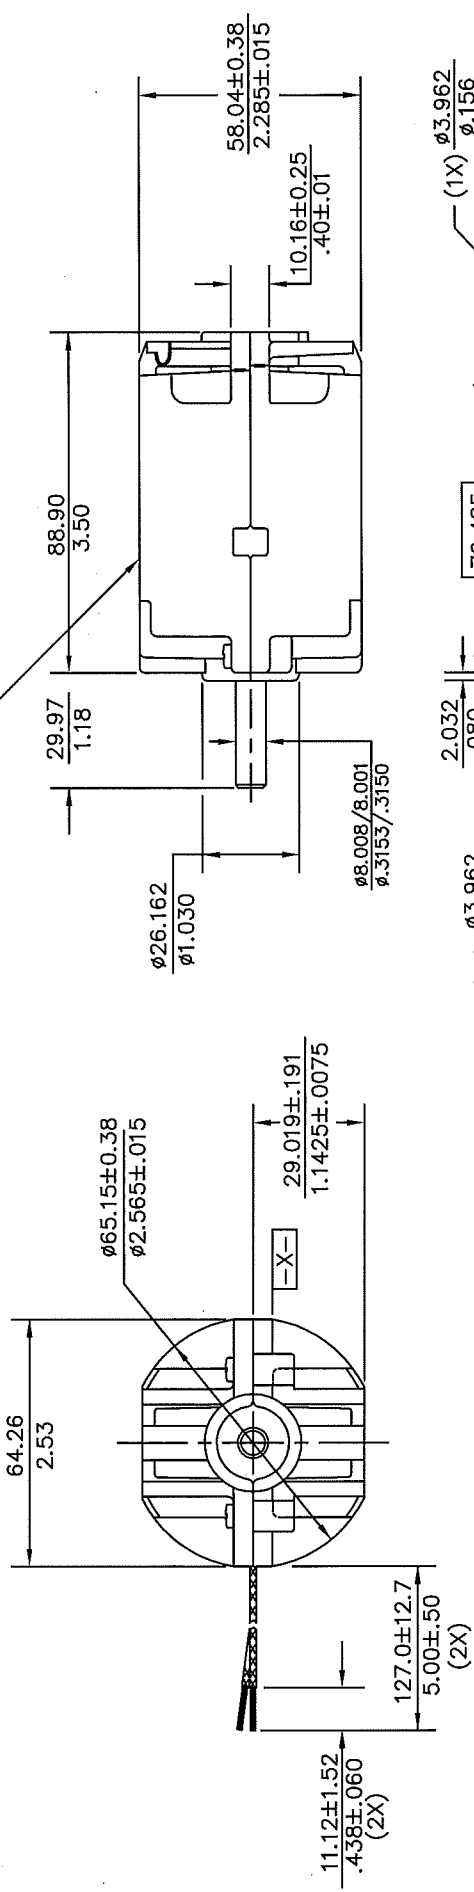 64.26
2.53
ø65.15±0.38
ø2.565±.015
29.019±.191
1.1425±.0075
-X-
127.0±12.7
5.00±.50
(2X)
11.12±1.52
.438±.060
(2X)
29.97
1.18
88.90
3.50
58.04±0.38
2.285±.015
10.16±0.25
.40±.01
ø26.162
ø1.030
ø8.008/8.001
ø.3153/.3150
ø3.962
2.032
.080
(1X) ø3.962
ø.156